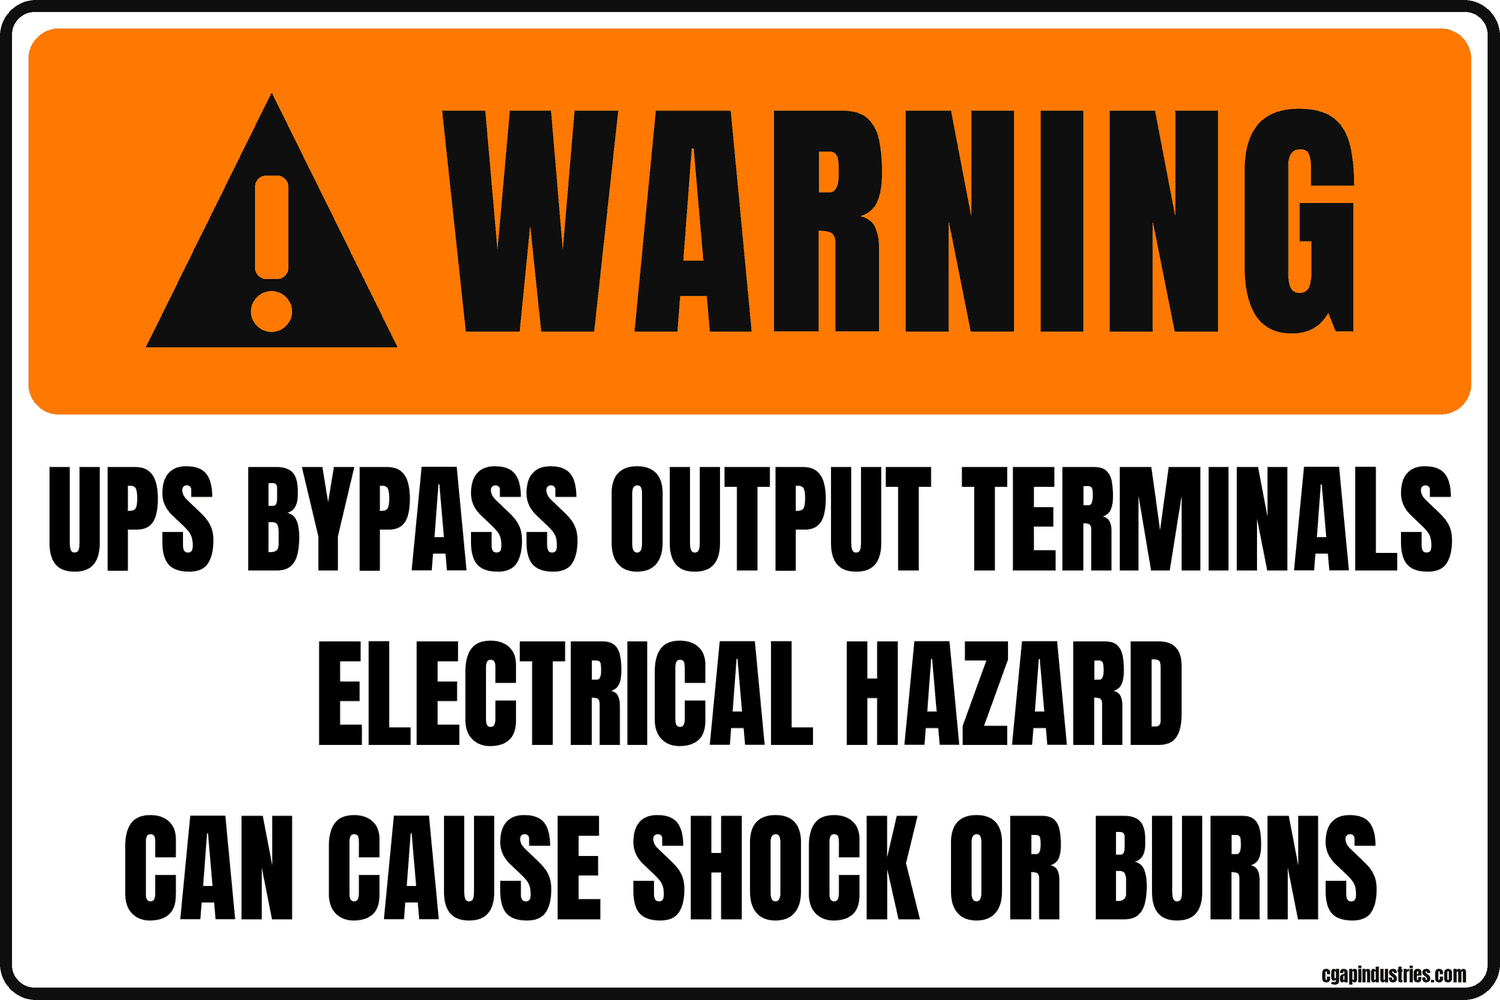 WARNING
UPS BYPASS OUTPUT TERMINALS
ELECTRICAL HAZARD
CAN CAUSE SHOCK OR BURNS
cgapindustries.com